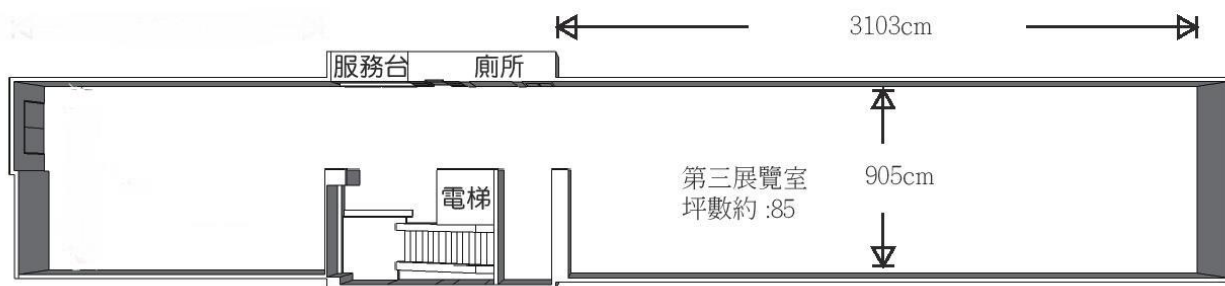 3103cm
服務台
廁所
第三展覽室
坪數約 :85
905cm
電梯